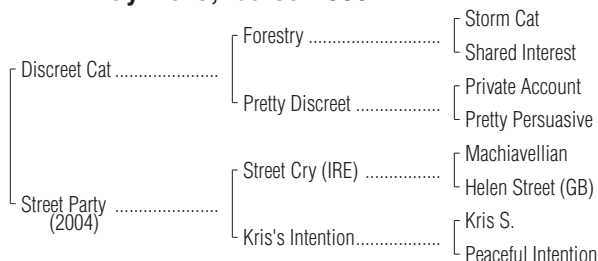 Forestry ..................................
Storm Cat
Shared Interest
Discreet Cat ...........................
Pretty Discreet ......................
Private Account
Pretty Persuasive
Street Cry (IRE) ...................
Machiavellian
Helen Street (GB)
Street Party ...........................
(2004)
Kris's Intention......................
Kris S.
Peaceful Intention